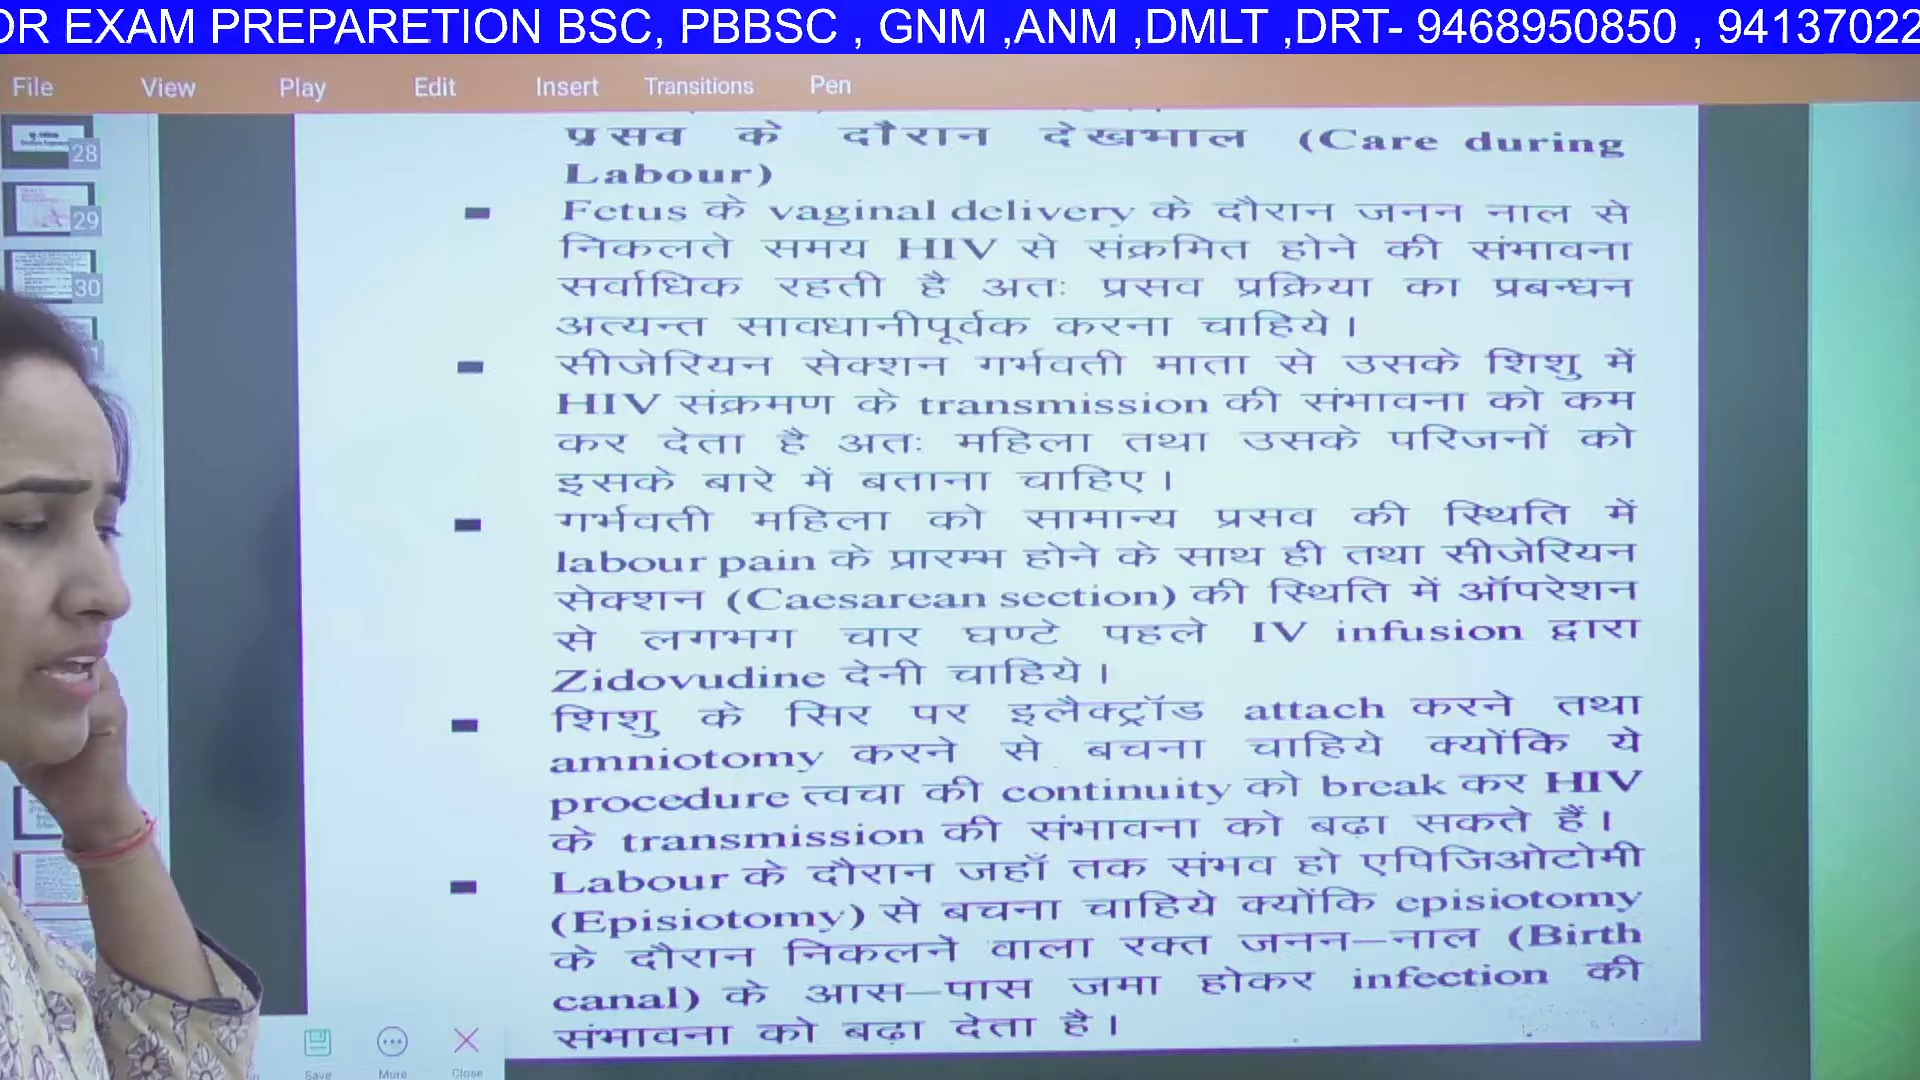 OR EXAM PREPARETION BSC, PBBSC , GNM ,ANM ,DMLT ,DRT- 9468950850 , 94137022
File View Play Edit Insert Transitions Pen
28
29
30
प्रसव के दौरान देखभाल (Care during
Labour)
Fetus के vaginal delivery के दौरान जनन नाल से
निकलते समय HIV से संक्रमित होने की संभावना
सर्वाधिक रहती है अतः प्रसव प्रक्रिया का प्रबन्धन
अत्यन्त सावधानीपूर्वक करना चाहिये।
सीजेरियन सेक्शन गर्भवती माता से उसके शिशु में
HIV संक्रमण के transmission की संभावना को कम
कर देता है अतः महिला तथा उसके परिजनों को
इसके बारे में बताना चाहिए।
गर्भवती महिला को सामान्य प्रसव की स्थिति में
labour pain के प्रारम्भ होने के साथ ही तथा सीजेरियन
सेक्शन (Caesarean section) की स्थिति में ऑपरेशन
से लगभग चार घण्टे पहले IV infusion द्वारा
Zidovudine देनी चाहिये।
शिशु के सिर पर इलैक्ट्रॉड attach करने तथा
amniotomy करने से बचना चाहिये क्योंकि ये
procedure त्वचा की continuity को break कर HIV
के transmission की संभावना को बढ़ा सकते हैं।
Labour के दौरान जहाँ तक संभव हो एपिजिओटोमी
(Episiotomy) से बचना चाहिये क्योंकि episiotomy
के दौरान निकलने वाला रक्त जनन–नाल (Birth
canal) के आस–पास जमा होकर infection की
संभावना को बढ़ा देता है।
Save More Close